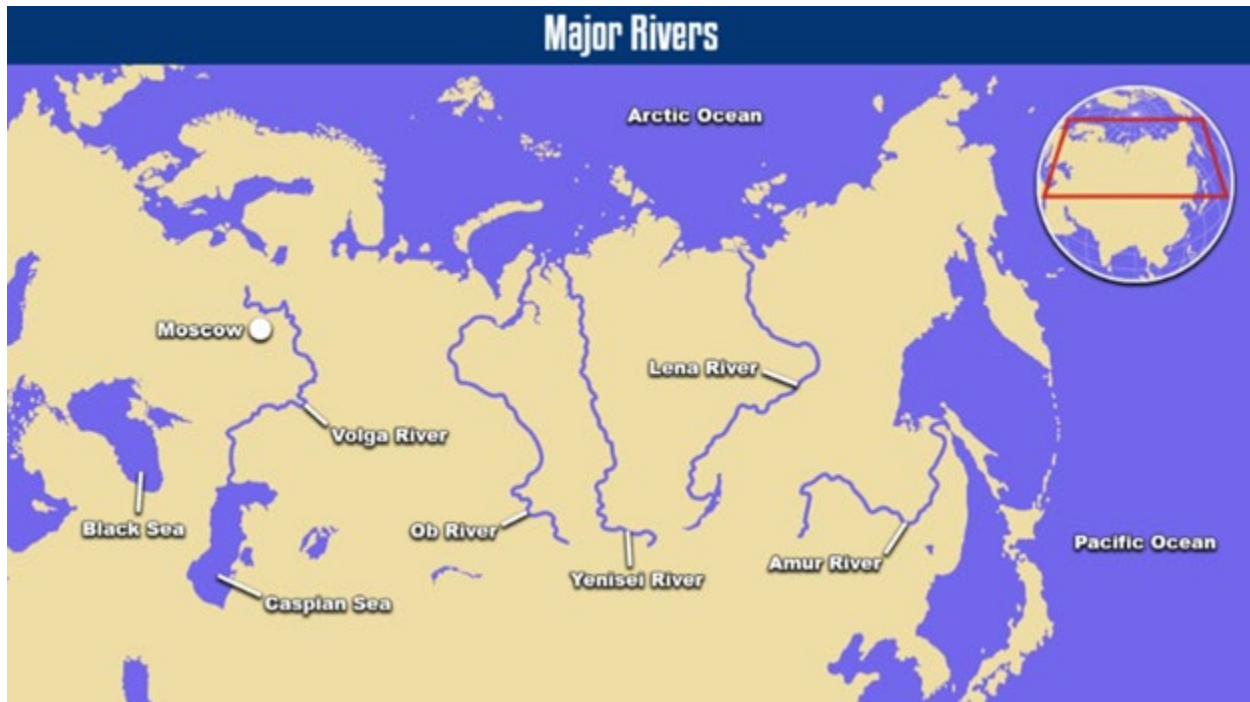 Major Rivers
Arctic Ocean
Moscow
Lena River
Volga River
Black Sea
Ob River
Pacific Ocean
Amur River
Yenisei River
Caspian Sea